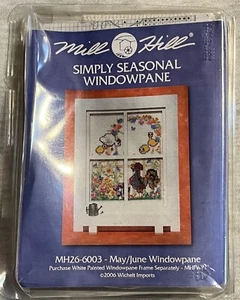 Mill Hill
SIMPLY SEASONAL
WINDOWPANE
MH26-6003 - May/June Windowpane
Purchase White Painted Windowpane Frame Separately - MHFW92
©2006 Wichelt Imports